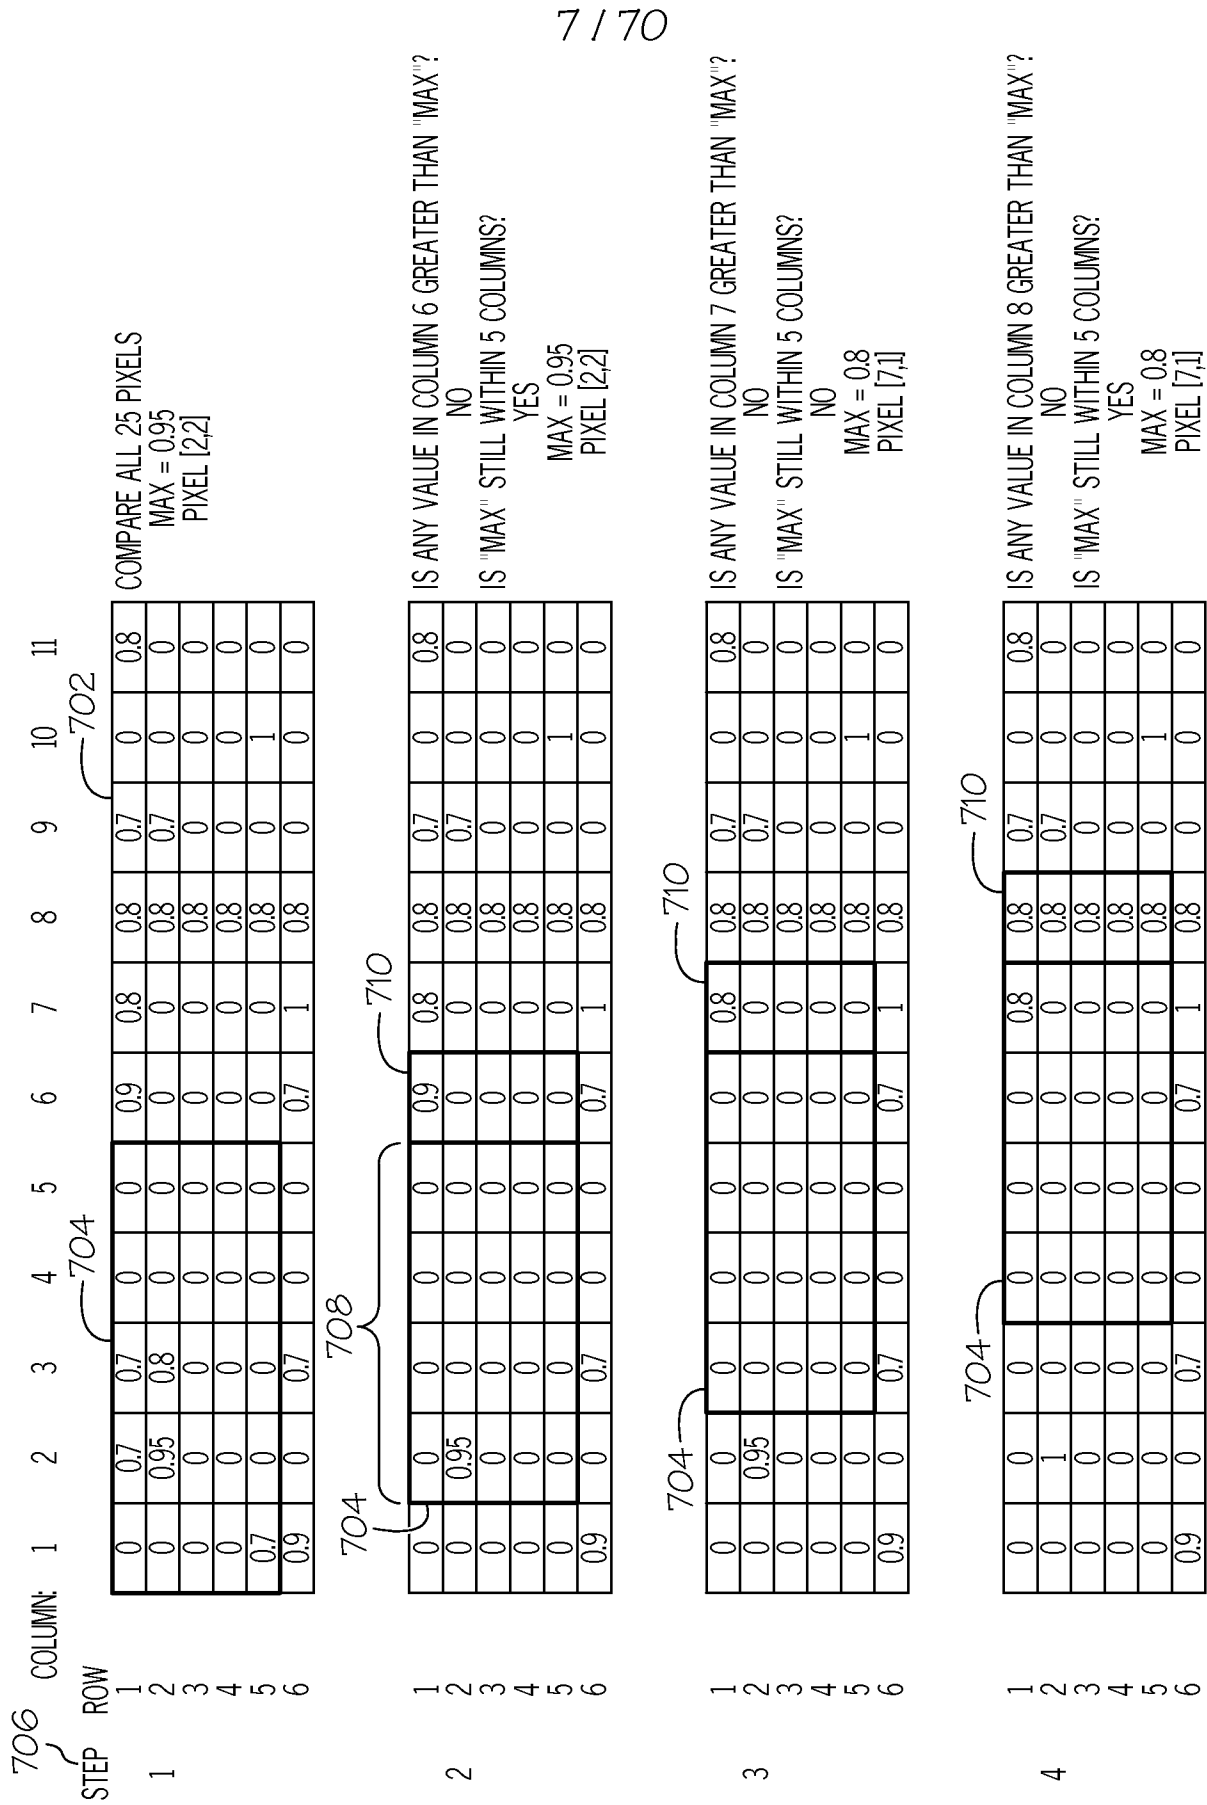 7 / 70
706
STEP ROW COLUMN: 1 2 3 4 5 6 7 8 9 10 11
704
702
1
1 0 0.7 0.7 0 0 0.9 0.8 0.8 0.7 0 0.8
2 0 0.95 0.8 0 0 0 0 0.8 0.7 0 0
3 0 0 0 0 0 0 0 0.8 0 0 0
4 0 0 0 0 0 0 0 0.8 0 0 0
5 0.7 0 0 0 0 0 0 0.8 0 1 0
6 0.9 0 0.7 0 0 0.7 1 0.8 0 0 0
COMPARE ALL 25 PIXELS
MAX = 0.95
PIXEL [2,2]
704
708
710
2
1 0 0 0 0 0 0.9 0.8 0.8 0.7 0 0.8
2 0 0.95 0 0 0 0 0 0.8 0.7 0 0
3 0 0 0 0 0 0 0 0.8 0 0 0
4 0 0 0 0 0 0 0 0.8 0 0 0
5 0 0 0 0 0 0 0 0.8 0 1 0
6 0.9 0 0.7 0 0 0.7 1 0.8 0 0 0
IS ANY VALUE IN COLUMN 6 GREATER THAN "MAX"?
NO
IS "MAX" STILL WITHIN 5 COLUMNS?
YES
MAX = 0.95
PIXEL [2,2]
704
710
3
1 0 0 0 0 0 0 0.8 0.8 0.7 0 0.8
2 0 0.95 0 0 0 0 0 0.8 0.7 0 0
3 0 0 0 0 0 0 0 0.8 0 0 0
4 0 0 0 0 0 0 0 0.8 0 0 0
5 0 0 0 0 0 0 0 0.8 0 1 0
6 0.9 0 0.7 0 0 0.7 1 0.8 0 0 0
IS ANY VALUE IN COLUMN 7 GREATER THAN "MAX"?
NO
IS "MAX" STILL WITHIN 5 COLUMNS?
NO
MAX = 0.8
PIXEL [7,1]
704
710
4
1 0 0 0 0 0 0 0.8 0.8 0.7 0 0.8
2 0 1 0 0 0 0 0 0.8 0.7 0 0
3 0 0 0 0 0 0 0 0.8 0 0 0
4 0 0 0 0 0 0 0 0.8 0 0 0
5 0 0 0 0 0 0 0 0.8 0 1 0
6 0.9 0 0.7 0 0 0.7 1 0.8 0 0 0
IS ANY VALUE IN COLUMN 8 GREATER THAN "MAX"?
NO
IS "MAX" STILL WITHIN 5 COLUMNS?
YES
MAX = 0.8
PIXEL [7,1]